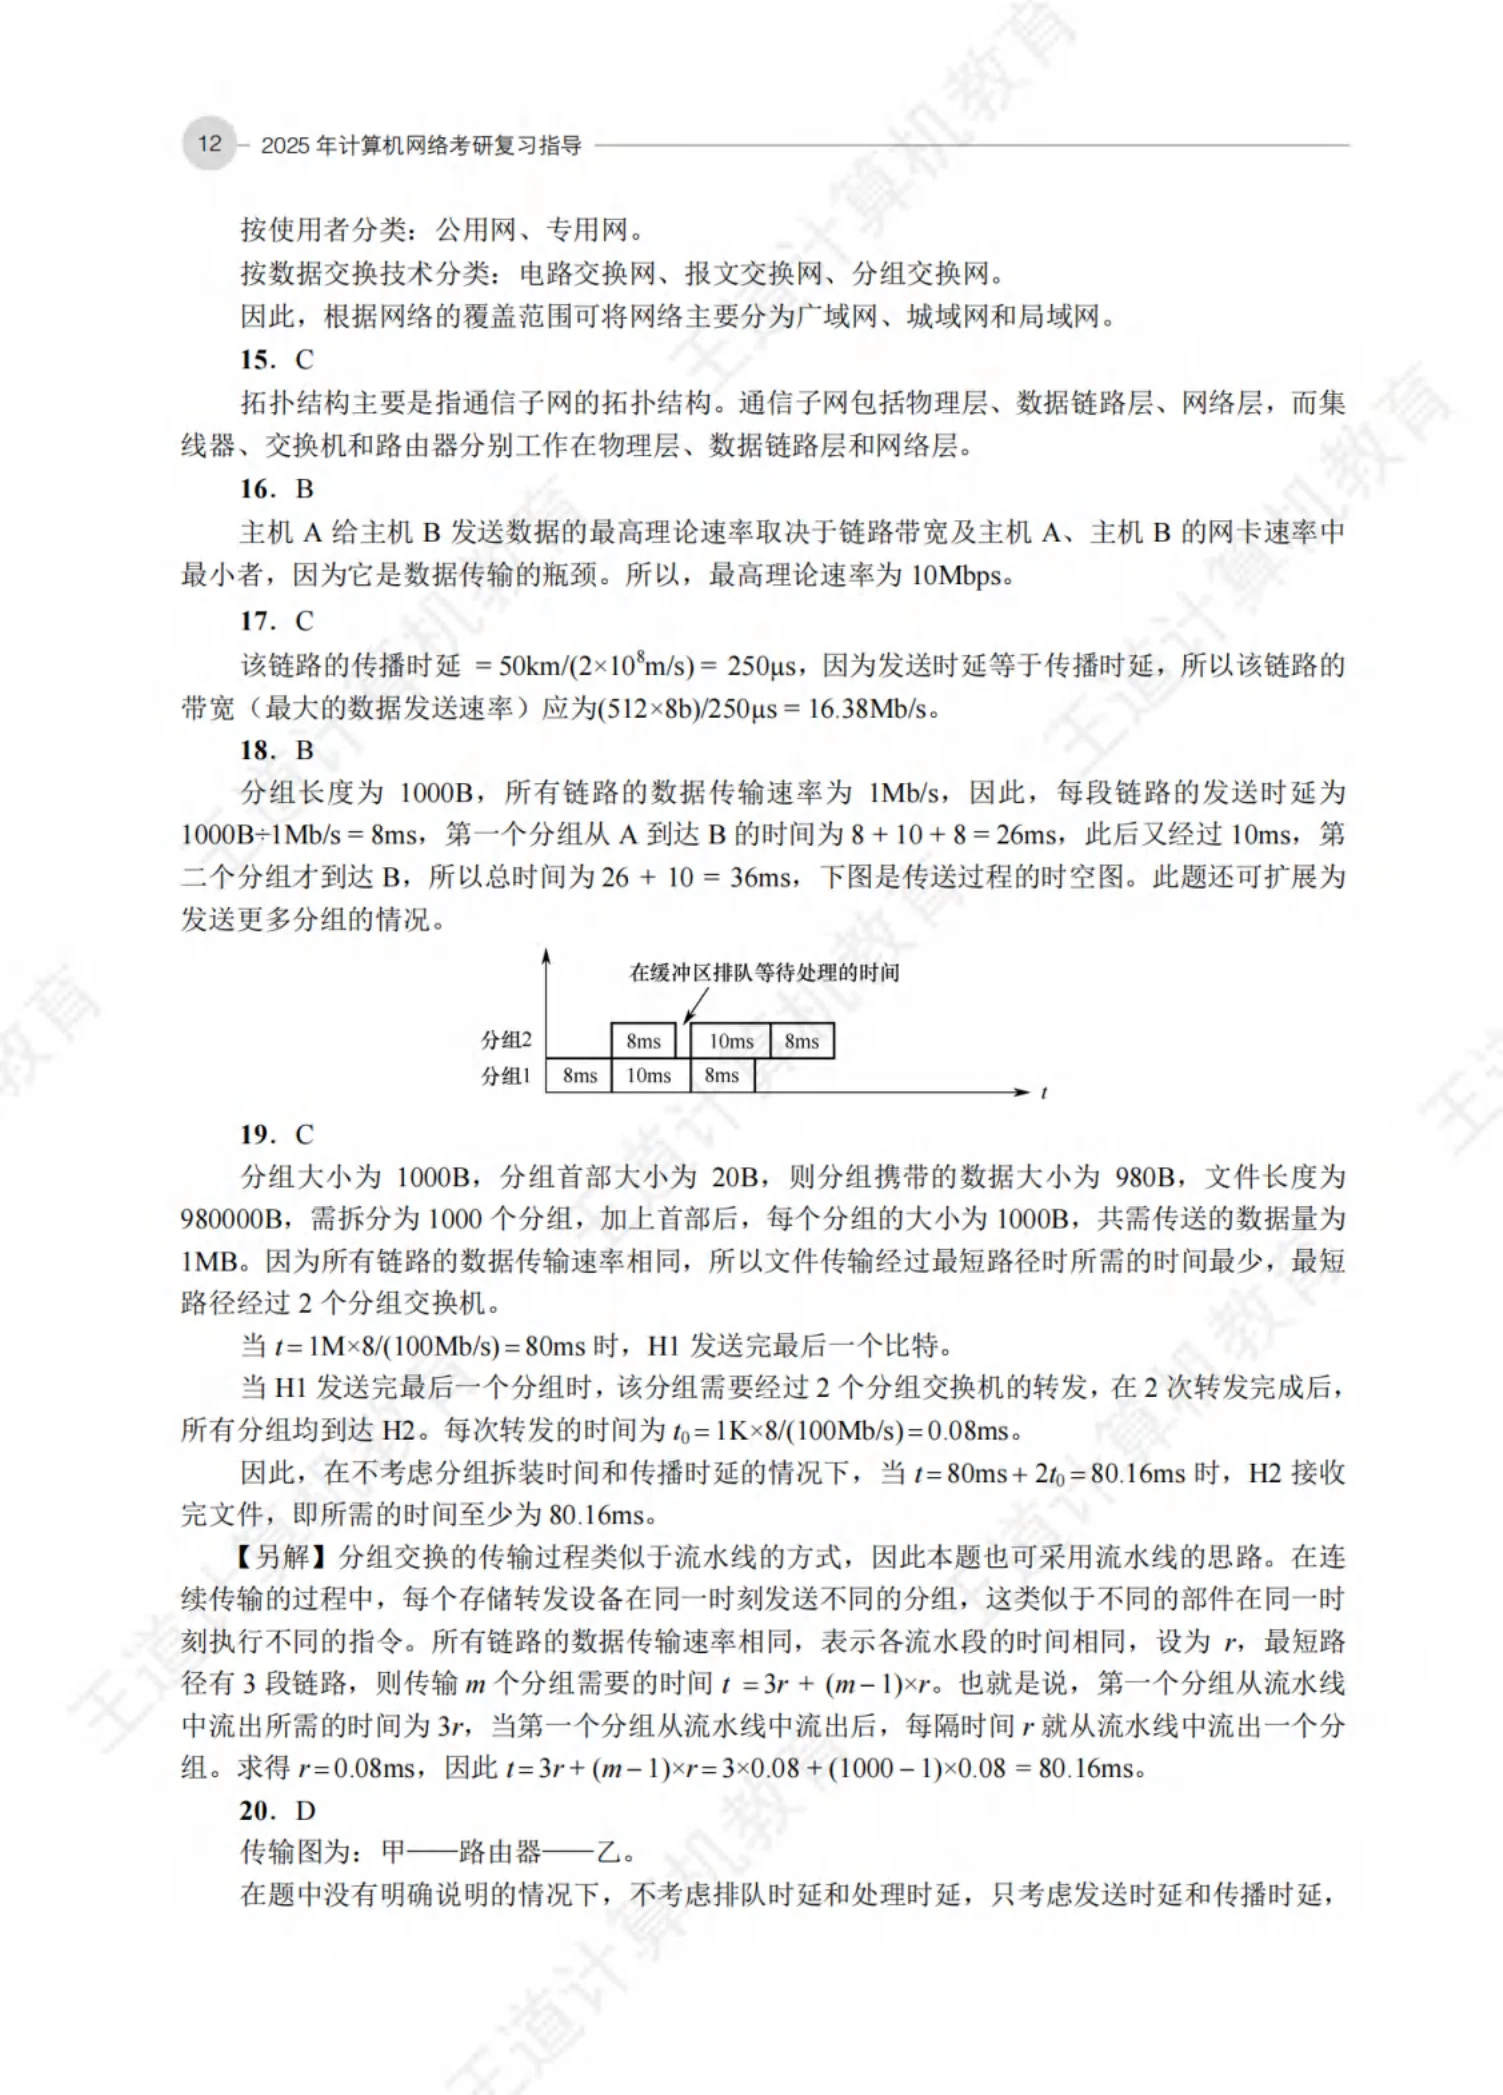 12 2025 年计算机网络考研复习指导
按使用者分类：公用网、专用网。
按数据交换技术分类：电路交换网、报文交换网、分组交换网。
因此，根据网络的覆盖范围可将网络主要分为广域网、城域网和局域网。
15. C
拓扑结构主要是指通信子网的拓扑结构。通信子网包括物理层、数据链路层、网络层，而集
线器、交换机和路由器分别工作在物理层、数据链路层和网络层。
16. B
主机 A 给主机 B 发送数据的最高理论速率取决于链路带宽及主机 A、主机 B 的网卡速率中
最小者，因为它是数据传输的瓶颈。所以，最高理论速率为 10Mbps。
17. C
该链路的传播时延 = 50km/(2×10⁸m/s) = 250μs，因为发送时延等于传播时延，所以该链路的
带宽（最大的数据发送速率）应为(512×8b)/250μs = 16.38Mb/s。
18. B
分组长度为 1000B，所有链路的数据传输速率为 1Mb/s，因此，每段链路的发送时延为
1000B÷1Mb/s = 8ms，第一个分组从 A 到达 B 的时间为 8 + 10 + 8 = 26ms，此后又经过 10ms，第
二个分组才到达 B，所以总时间为 26 + 10 = 36ms，下图是传送过程的时空图。此题还可扩展为
发送更多分组的情况。
在缓冲区排队等待处理的时间
分组2 8ms 10ms 8ms
分组1 8ms 10ms 8ms
t
19. C
分组大小为 1000B，分组首部大小为 20B，则分组携带的数据大小为 980B，文件长度为
980000B，需拆分为 1000 个分组，加上首部后，每个分组的大小为 1000B，共需传送的数据量为
1MB。因为所有链路的数据传输速率相同，所以文件传输经过最短路径时所需的时间最少，最短
路径经过 2 个分组交换机。
当 t = 1M×8/(100Mb/s) = 80ms 时，H1 发送完最后一个比特。
当 H1 发送完最后一个分组时，该分组需要经过 2 个分组交换机的转发，在 2 次转发完成后，
所有分组均到达 H2。每次转发的时间为 t₀ = 1K×8/(100Mb/s) = 0.08ms。
因此，在不考虑分组拆装时间和传播时延的情况下，当 t = 80ms + 2t₀ = 80.16ms 时，H2 接收
完文件，即所需的时间至少为 80.16ms。
【另解】分组交换的传输过程类似于流水线的方式，因此本题也可采用流水线的思路。在连
续传输的过程中，每个存储转发设备在同一时刻发送不同的分组，这类似于不同的部件在同一时
刻执行不同的指令。所有链路的数据传输速率相同，表示各流水段的时间相同，设为 r，最短路
径有 3 段链路，则传输 m 个分组需要的时间 t = 3r + (m − 1)×r。也就是说，第一个分组从流水线
中流出所需的时间为 3r，当第一个分组从流水线中流出后，每隔时间 r 就从流水线中流出一个分
组。求得 r = 0.08ms，因此 t = 3r + (m − 1)×r = 3×0.08 + (1000 − 1)×0.08 = 80.16ms。
20. D
传输图为：甲——路由器——乙。
在题中没有明确说明的情况下，不考虑排队时延和处理时延，只考虑发送时延和传播时延，
王道计算机教育